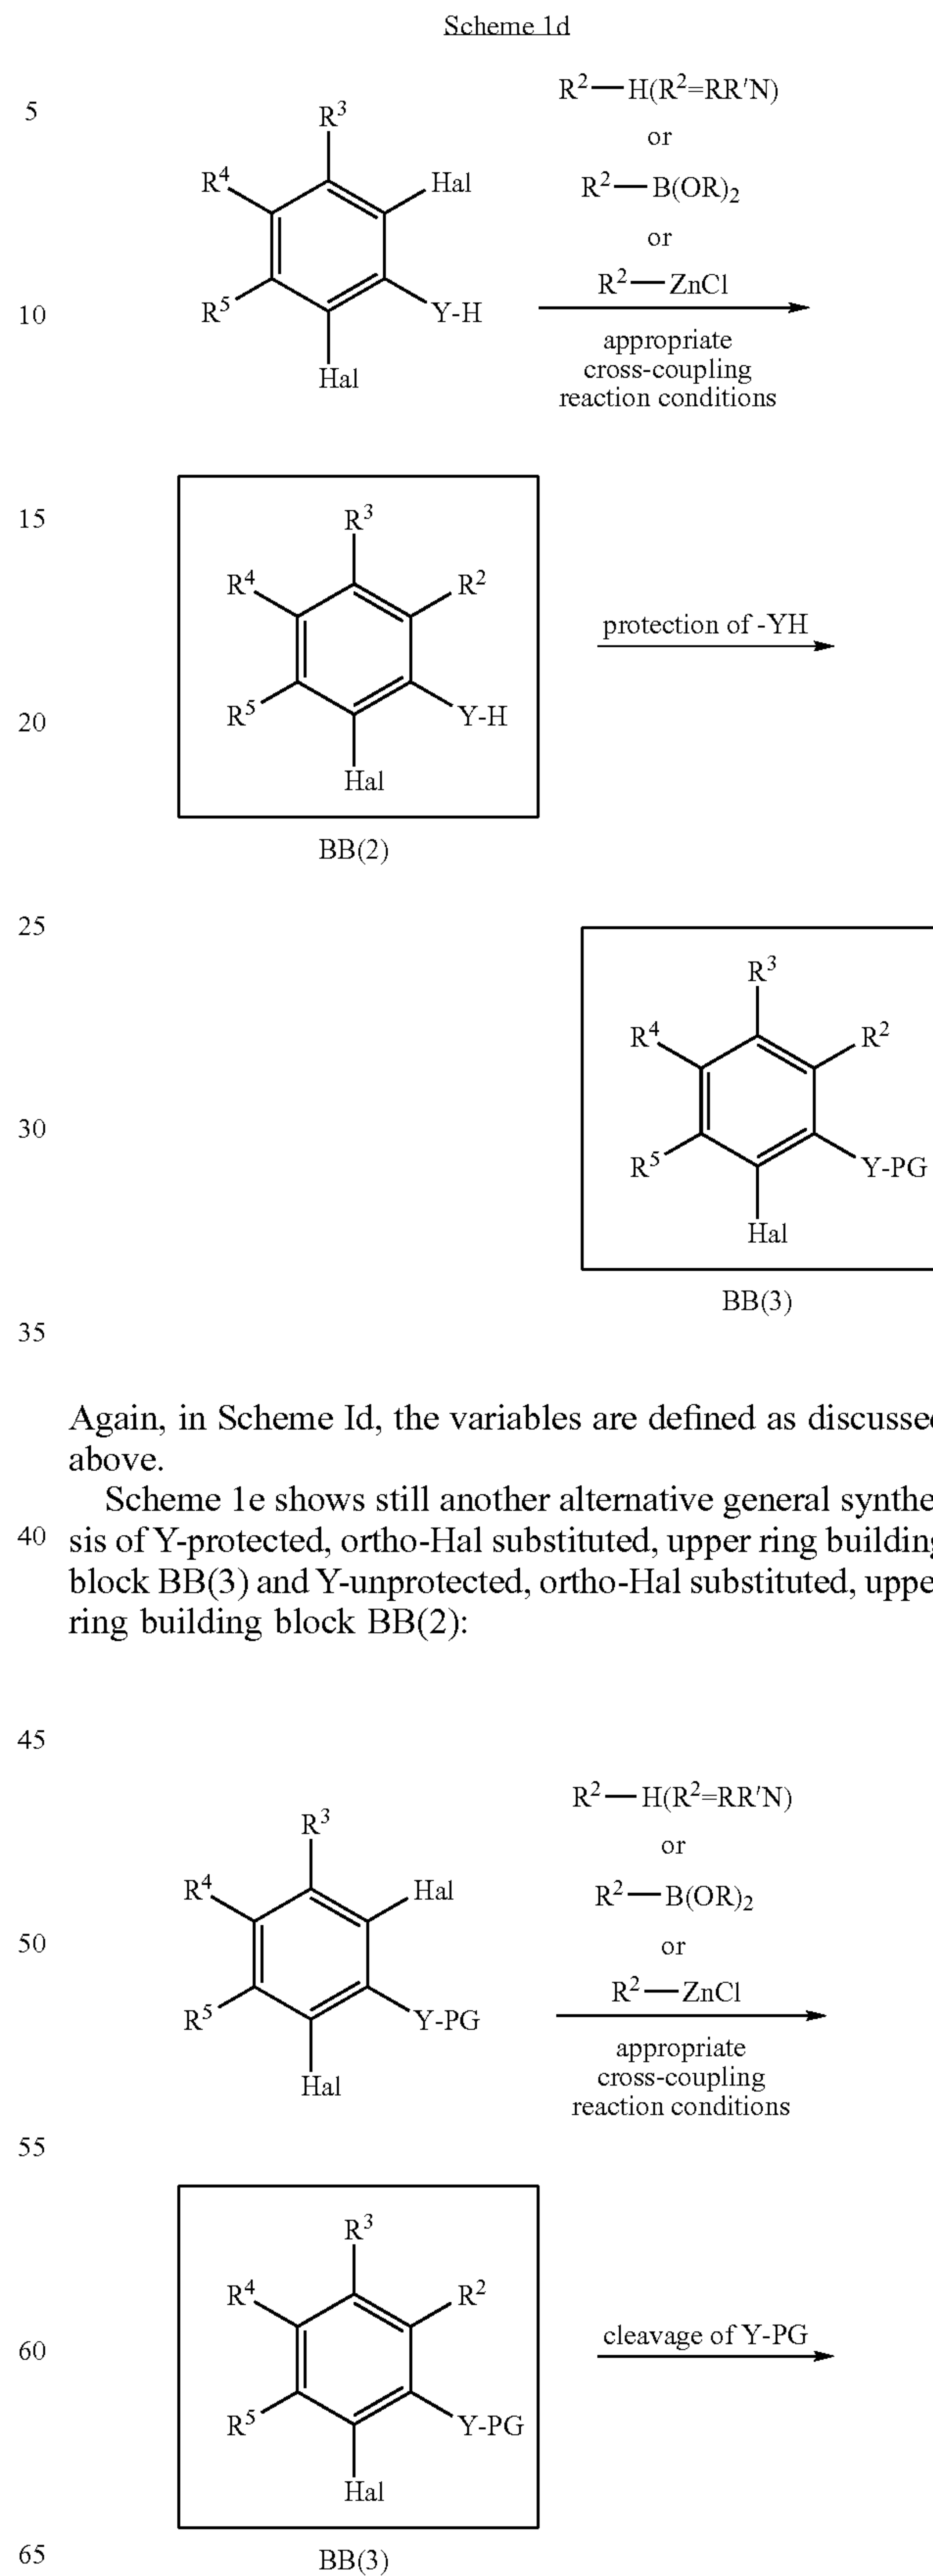 Scheme 1d
5
R³
R⁴
Hal
R⁵
Y-H
Hal
R²—H(R²=RR'N)
or
R²—B(OR)₂
or
R²—ZnCl
10
appropriate
cross-coupling
reaction conditions
15
R³
R⁴
R²
R⁵
Y-H
Hal
protection of -YH
20
BB(2)
25
R³
R⁴
R²
30
R⁵
Y-PG
Hal
BB(3)
35
Again, in Scheme Id, the variables are defined as discussed
above.
Scheme 1e shows still another alternative general synthe-
40 sis of Y-protected, ortho-Hal substituted, upper ring building
block BB(3) and Y-unprotected, ortho-Hal substituted, upper
ring building block BB(2):
45
R³
R⁴
Hal
R⁵
Y-PG
Hal
R²—H(R²=RR'N)
or
R²—B(OR)₂
50
or
R²—ZnCl
appropriate
cross-coupling
reaction conditions
55
R³
R⁴
R²
R⁵
Y-PG
Hal
60
cleavage of Y-PG
65
BB(3)